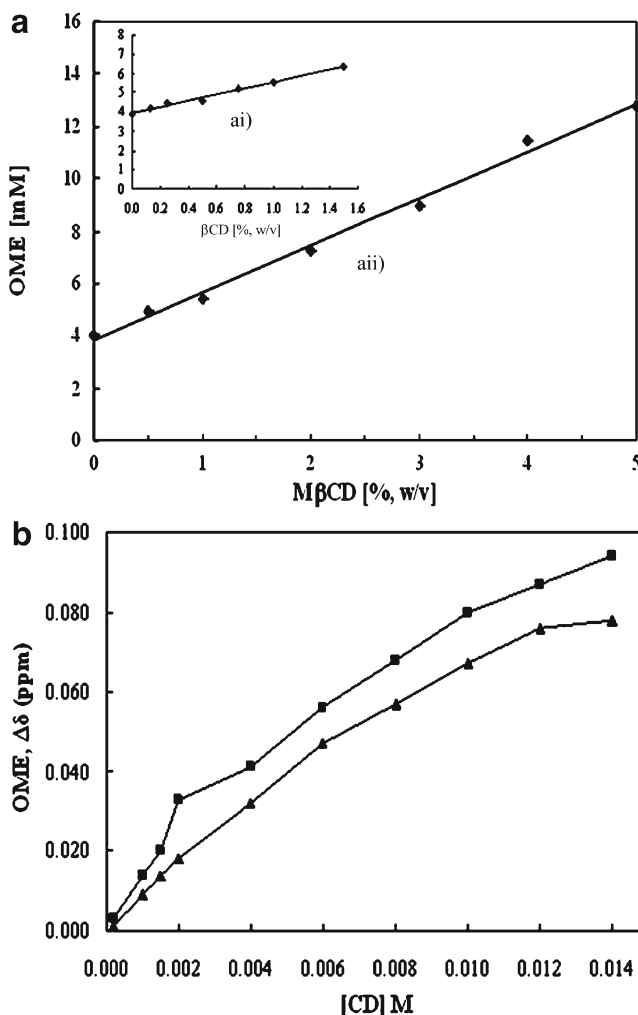 a
OME [mM]
16
14
12
10
8
6
4
2
0
8
7
6
5
4
3
2
1
0
ai)
0.0 0.2 0.4 0.6 0.8 1.0 1.2 1.4 1.6
βCD [%, w/v]
aii)
0 1 2 3 4 5
MβCD [%, w/v]
b
OME, Δδ (ppm)
0.100
0.080
0.060
0.040
0.020
0.000
0.000 0.002 0.004 0.006 0.008 0.010 0.012 0.014
[CD] M